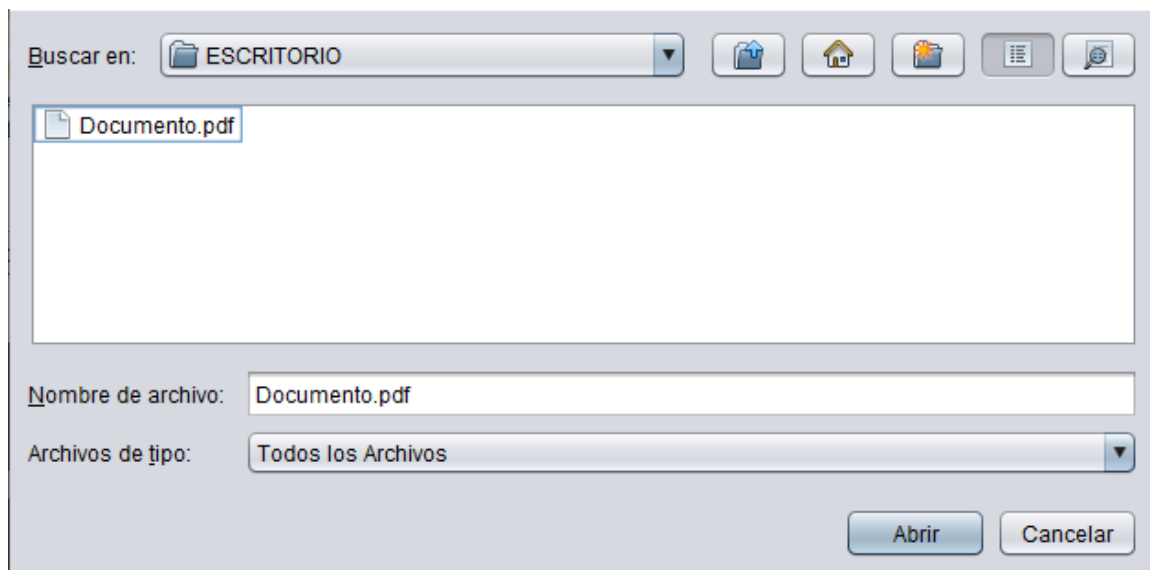 Buscar en: ESCRITORIO
Documento.pdf
Nombre de archivo: Documento.pdf
Archivos de tipo: Todos los Archivos
Abrir Cancelar